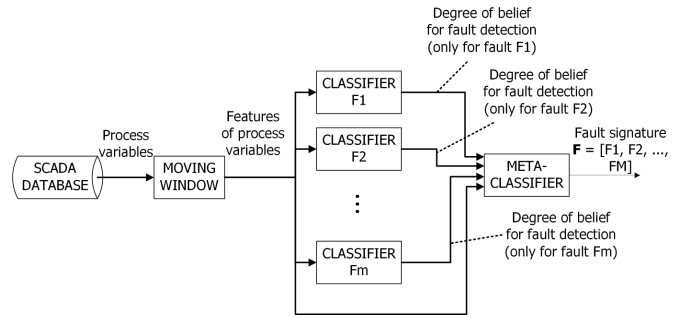 Degree of belief
for fault detection
(only for fault F1)
Degree of belief
for fault detection
(only for fault F2)
CLASSIFIER
F1
Features
of process
variables
Process
variables
CLASSIFIER
F2
Fault signature
F = [F1, F2, ...,
FM]
SCADA
DATABASE
MOVING
WINDOW
META-
CLASSIFIER
Degree of belief
for fault detection
(only for fault Fm)
CLASSIFIER
Fm